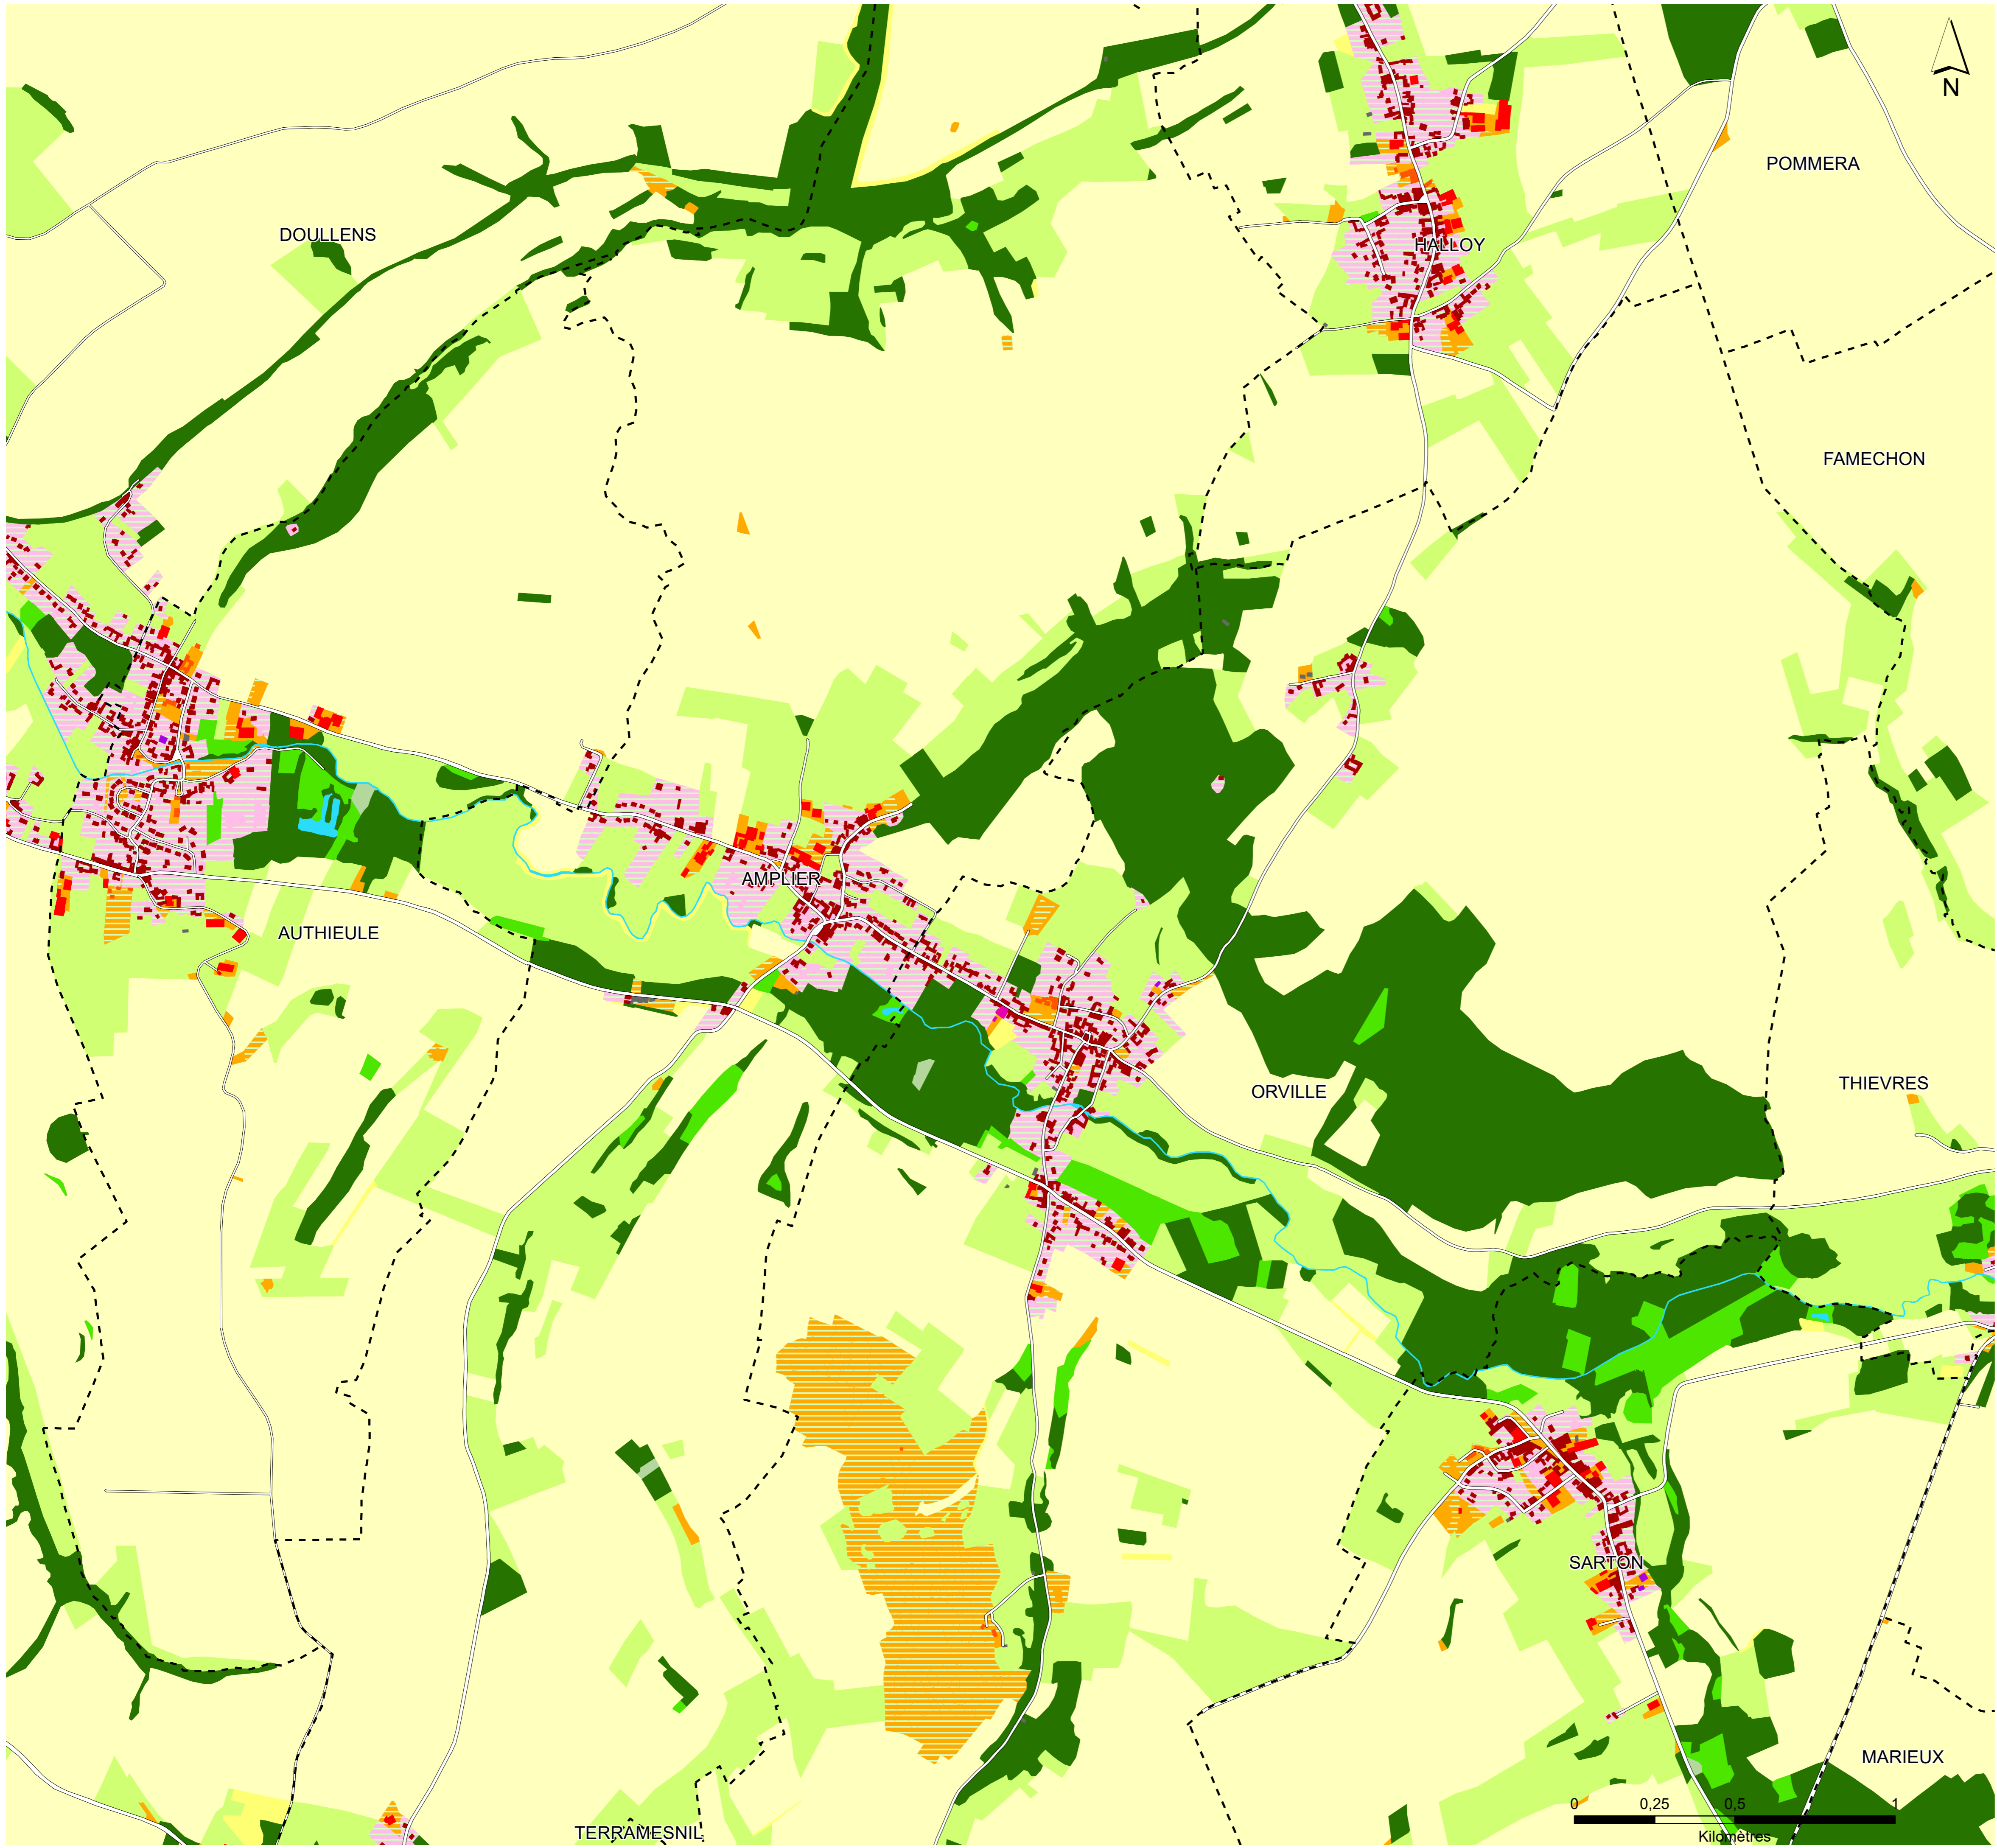 N
POMMERA
DOULLENS
HALLOY
FAMECHON
AMPLIER
AUTHIEULE
THIEVRES
ORVILLE
SARTON
MARIEUX
0 0,25 0,5 1
Kilomètres
TERRAMESNIL